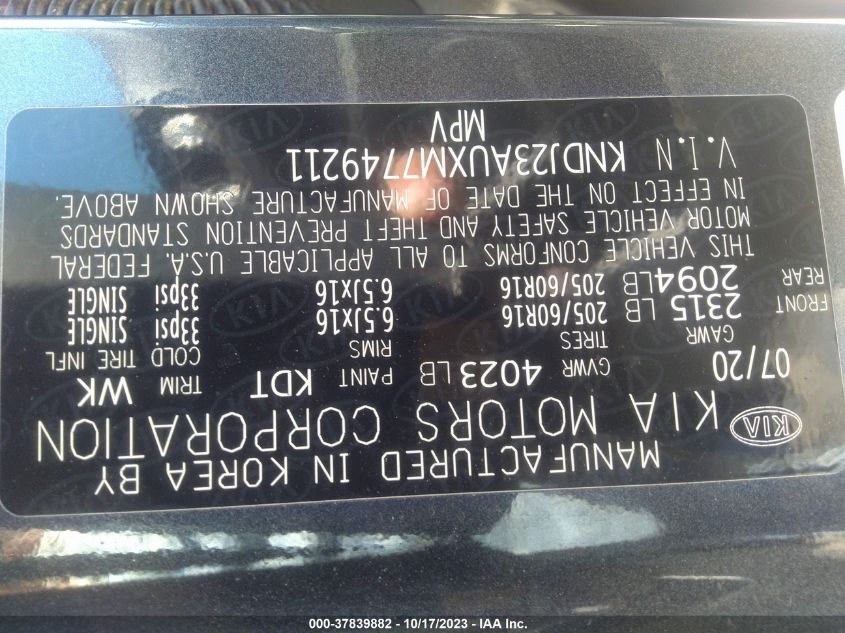 MANUFACTURED IN KOREA BY
KIA KIA MOTORS CORPORATION
07/20 GVWR 4023 LB PAINT KDT TRIM WK
GAWR TIRES RIMS COLD TIRE INFL
FRONT 2315 LB 205/60R16 6.5Jx16 33psi SINGLE
REAR 2094 LB 205/60R16 6.5Jx16 33psi SINGLE
THIS VEHICLE CONFORMS TO ALL APPLICABLE U.S.A. FEDERAL
MOTOR VEHICLE SAFETY AND THEFT PREVENTION STANDARDS
IN EFFECT ON THE DATE OF MANUFACTURE SHOWN ABOVE.
V.I.N KNDJ23AUXM7749211
MPV
000-37839882 - 10/17/2023 - IAA Inc.